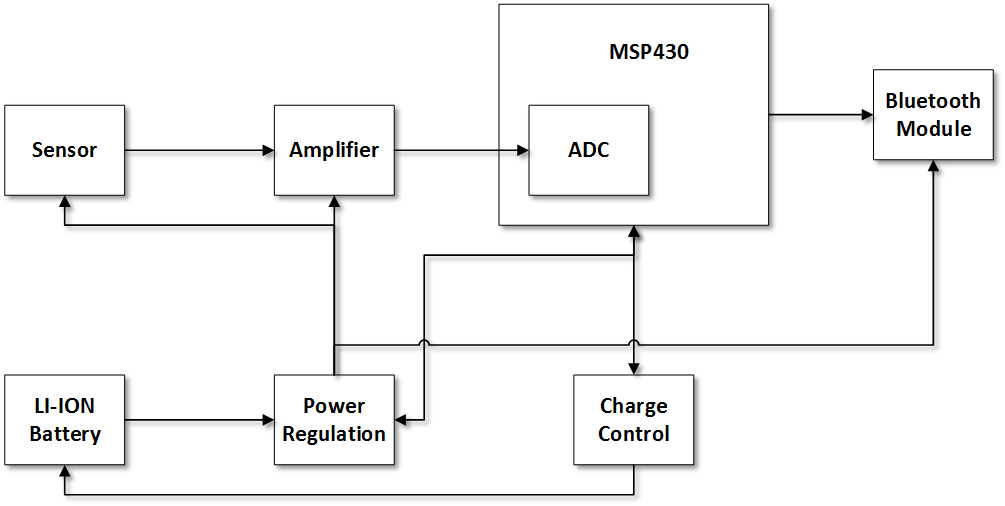 MSP430
Bluetooth
Module
Sensor
Amplifier
ADC
LI-ION
Battery
Power
Regulation
Charge
Control